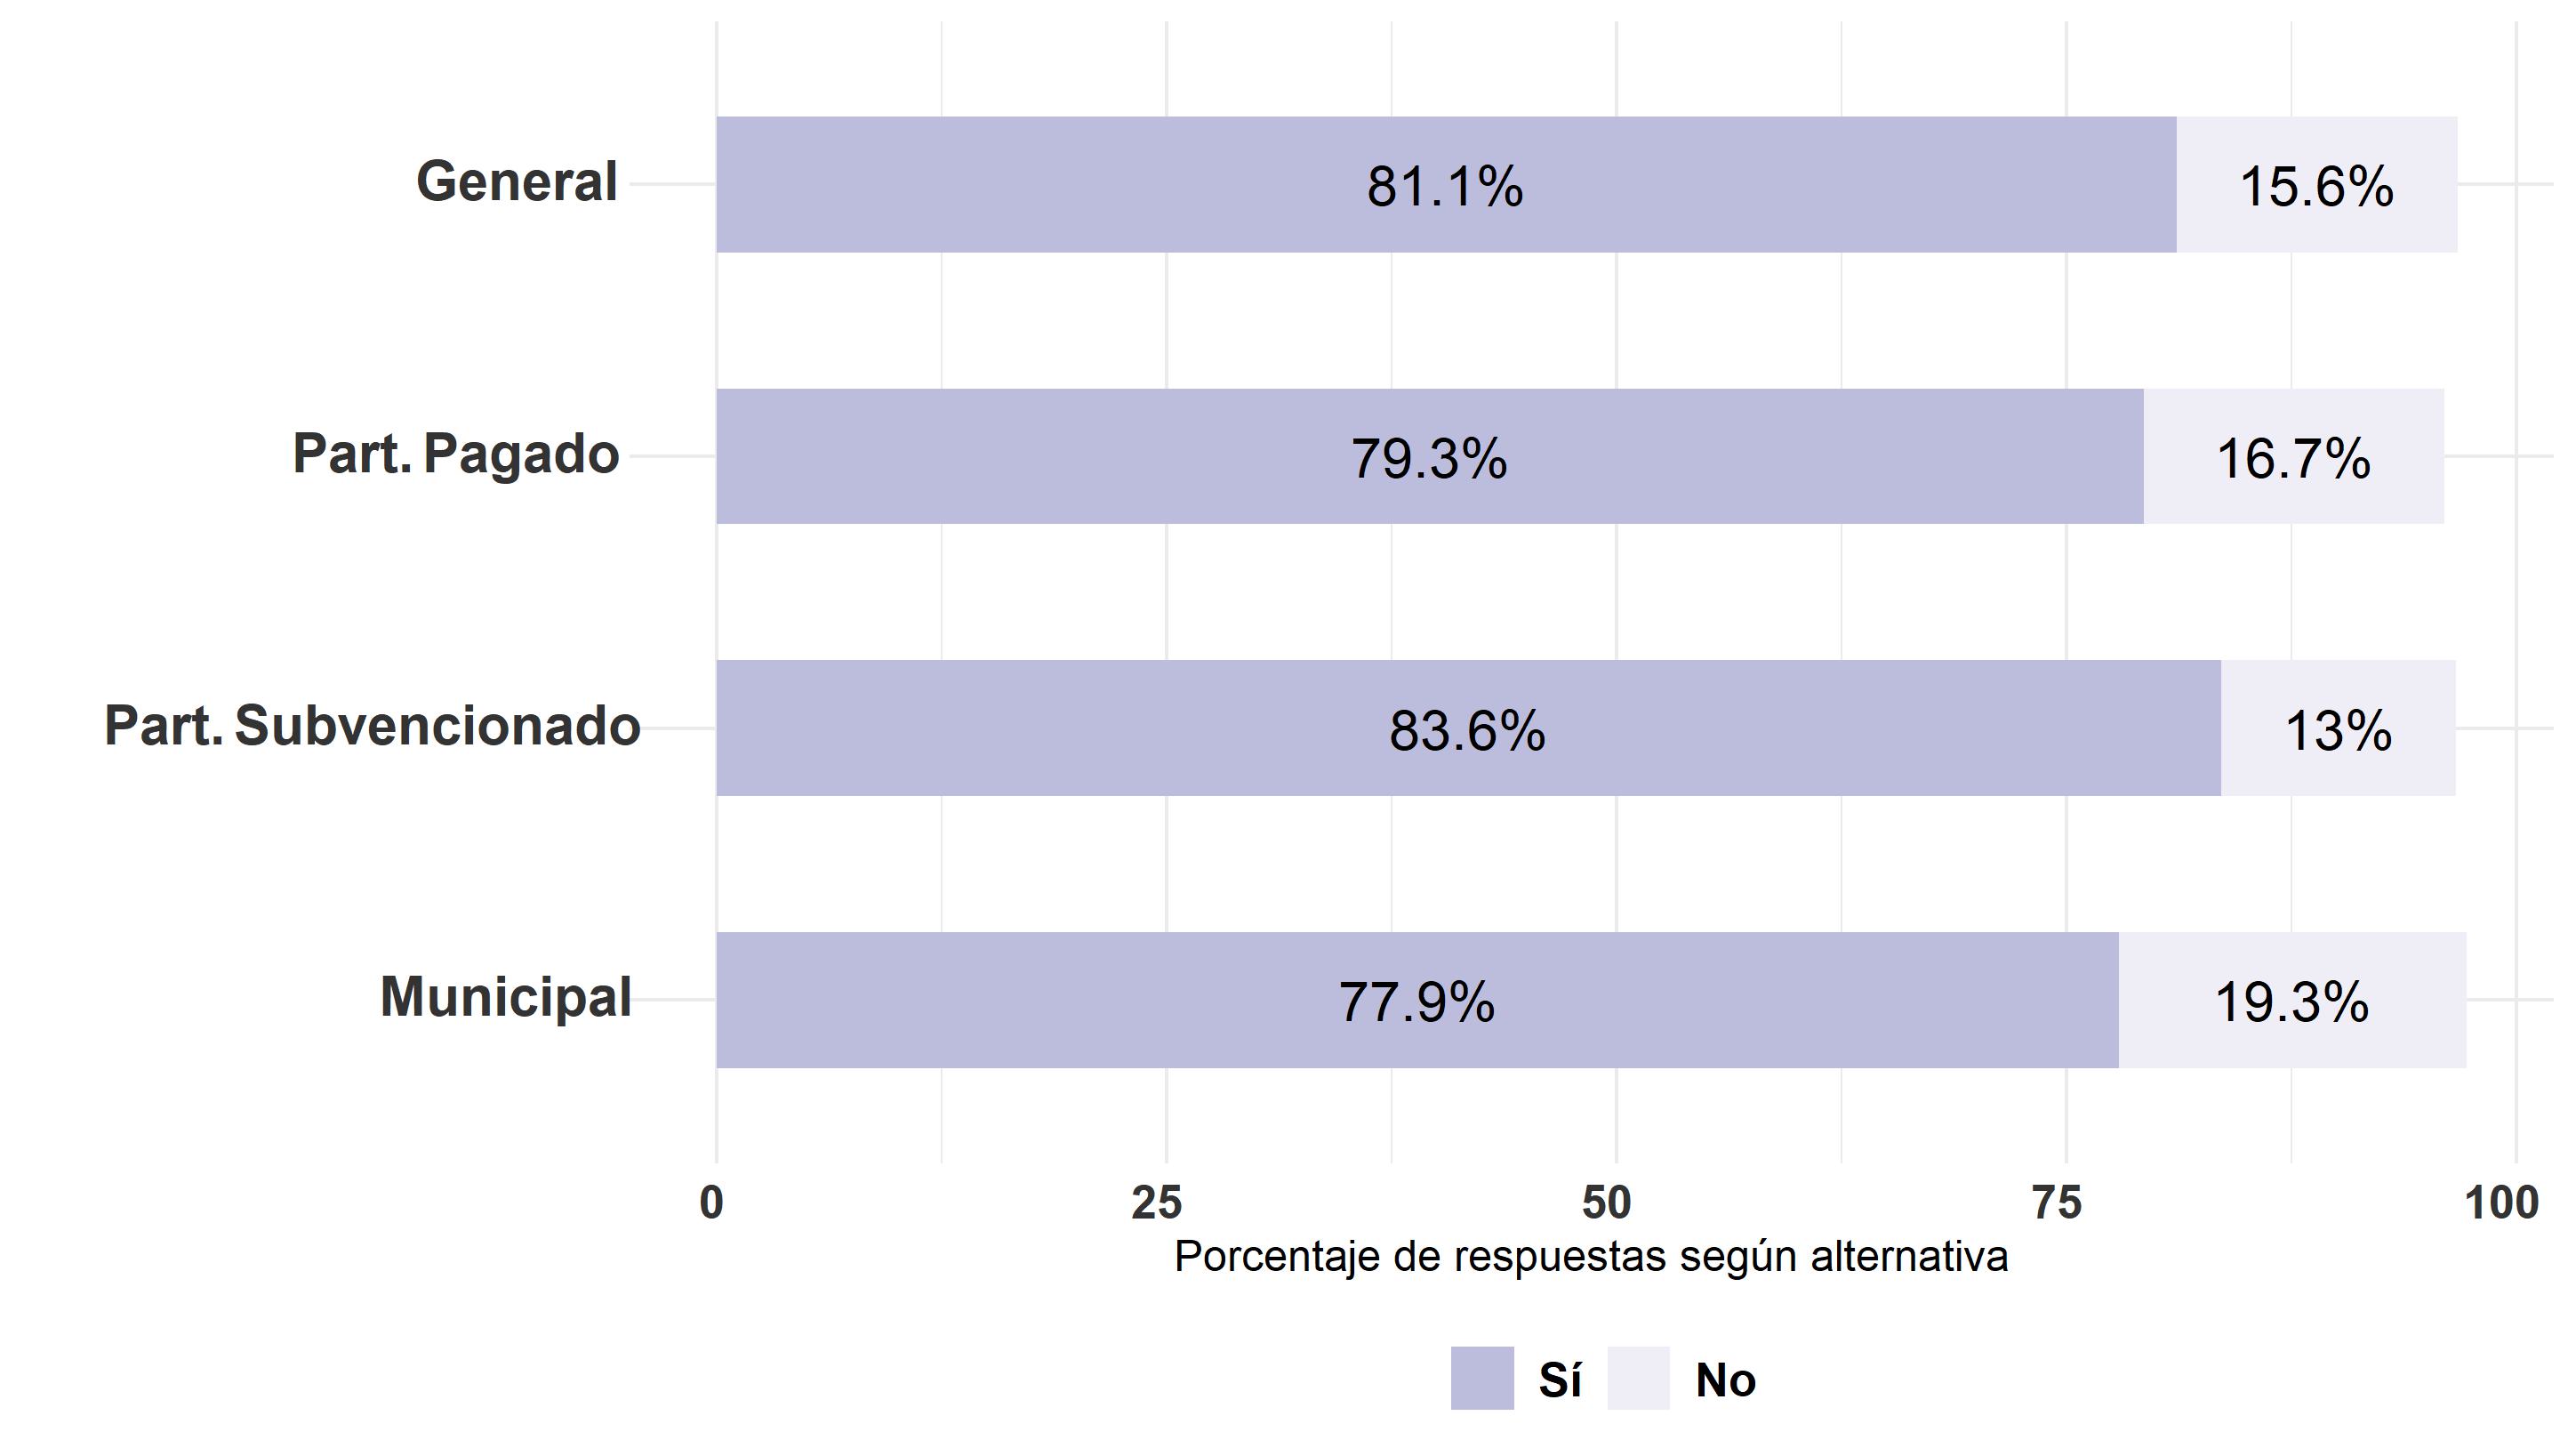 General 81.1% 15.6%
Part. Pagado 79.3% 16.7%
Part. Subvencionado 83.6% 13%
Municipal 77.9% 19.3%
0 25 50 75 100
Porcentaje de respuestas según alternativa
Sí No